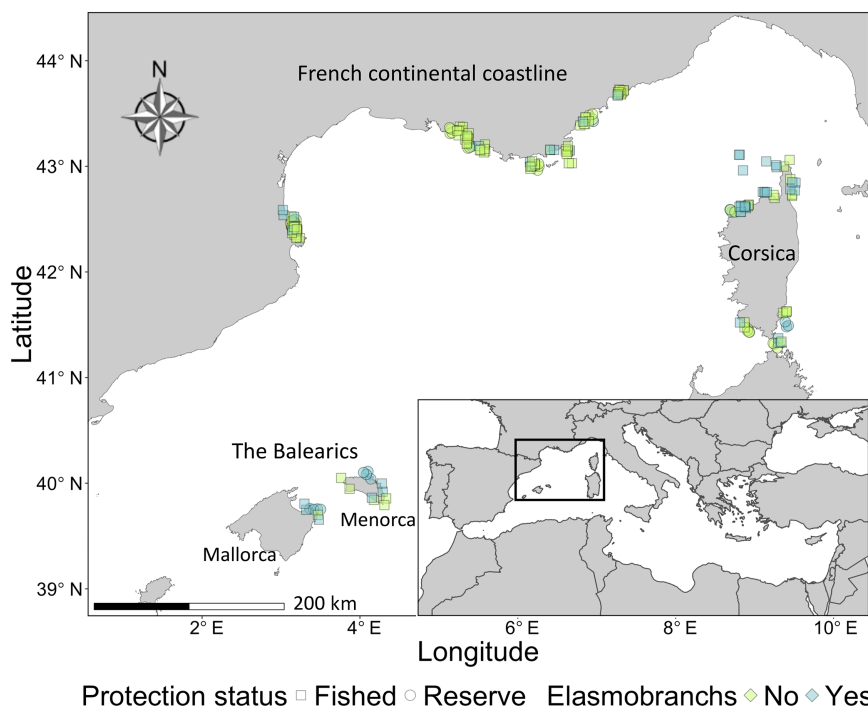 44° N
N
French continental coastline
43° N
Corsica
42° N
Latitude
41° N
The Balearics
40° N
Menorca
Mallorca
39° N
200 km
2° E
4° E
6° E
8° E
10° E
Longitude
Protection status Fished Reserve Elasmobranchs No Yes